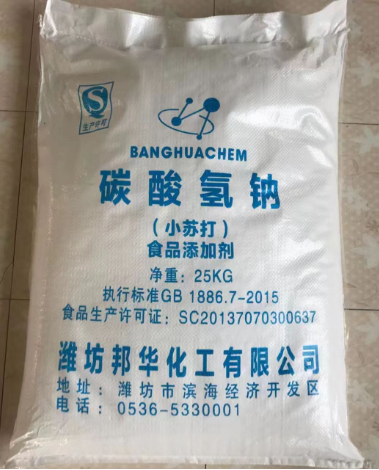 生产许可
BANGHUACHEM
碳酸氢钠
（小苏打）
食品添加剂
净重：25KG
执行标准GB 1886.7-2015
食品生产许可证：SC20137070300637
潍坊邦华化工有限公司
地址：潍坊市滨海经济开发区
电话：0536-5330001